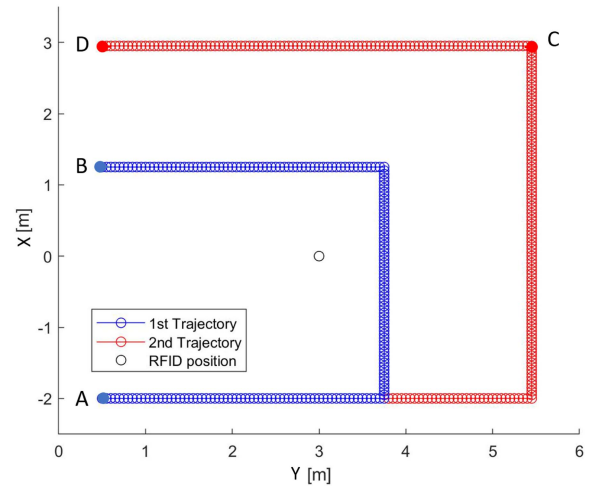 D
C
B
A
3
2
1
0
-1
-2
X [m]
1st Trajectory
2nd Trajectory
RFID position
0 1 2 3 4 5 6
Y [m]